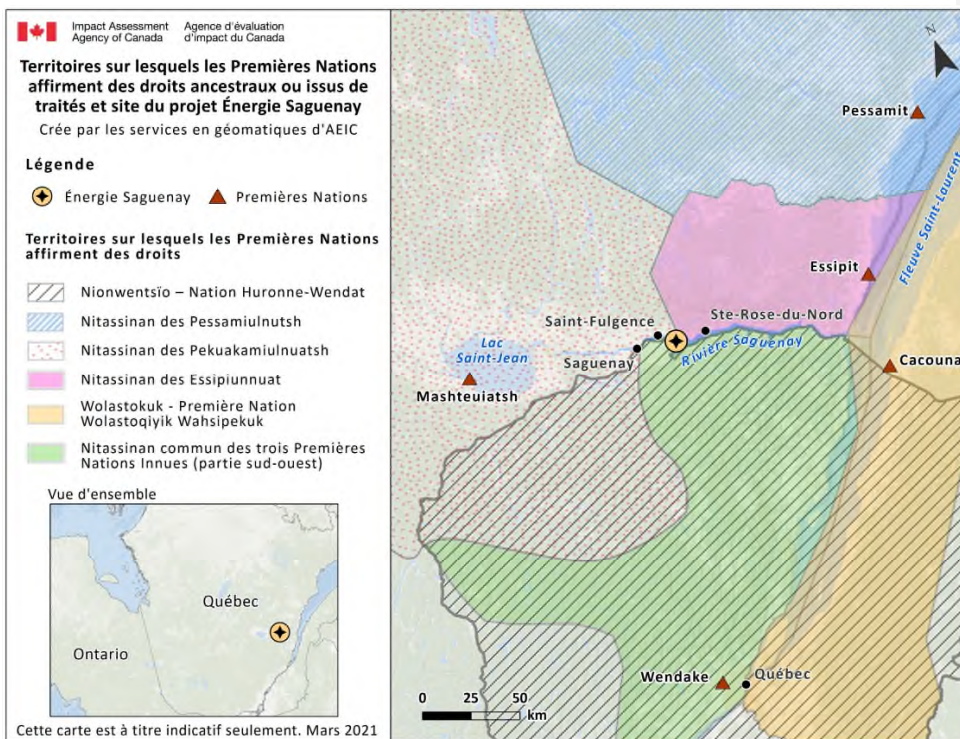 Impact Assessment Agence d'évaluation
Agency of Canada d'impact du Canada
Territoires sur lesquels les Premières Nations
affirment des droits ancestraux ou issus de
traités et site du projet Énergie Saguenay
Crée par les services en géomatiques d'AEIC
Légende
Énergie Saguenay Premières Nations
Territoires sur lesquels les Premières Nations
affirment des droits
Nionwentsïo – Nation Huronne-Wendat
Nitassinan des Pessamiulnutsh
Nitassinan des Pekuakamiulnuatsh
Nitassinan des Essipiunnuat
Wolastokuk - Première Nation
Wolastoqiyik Wahsipekuk
Nitassinan commun des trois Premières
Nations Innues (partie sud-ouest)
Vue d'ensemble
Québec
Ontario
Cette carte est à titre indicatif seulement. Mars 2021
N
Pessamit
Fleuve Saint-Laurent
Essipit
Saint-Fulgence
Ste-Rose-du-Nord
Lac
Saint-Jean
Saguenay
Rivière Saguenay
Cacouna
Mashteuiatsh
Wendake
Québec
0 25 50
km